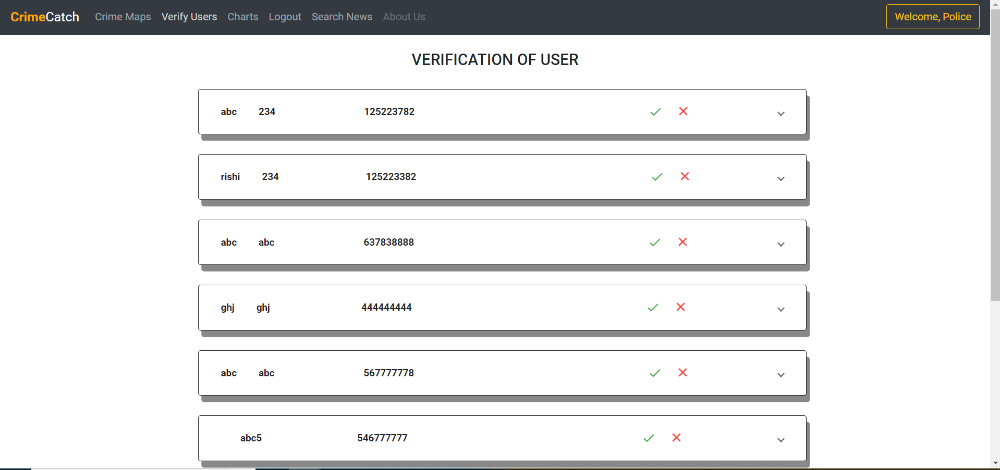 CrimeCatch Crime Maps Verify Users Charts Logout Search News About Us Welcome, Police
VERIFICATION OF USER
abc 234 125223782
rishi 234 125223382
abc abc 637838888
ghj ghj 444444444
abc abc 567777778
abc5 546777777